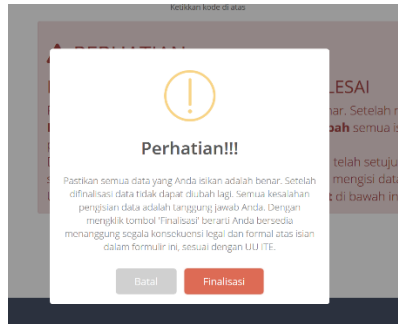 Ketikkan kode di atas
PERHATIAN
LESAI
nar. Setelah
bah semua is
telah setuju
mengisi data
t di bawah in
Perhatian!!!
Pastikan semua data yang Anda isikan adalah benar. Setelah
difinalisasi data tidak dapat diubah lagi. Semua kesalahan
pengisian data adalah tanggung jawab Anda. Dengan
mengklik tombol 'Finalisasi' berarti Anda bersedia
menanggung segala konsekuensi legal dan formal atas isian
dalam formulir ini, sesuai dengan UU ITE.
Batal
Finalisasi